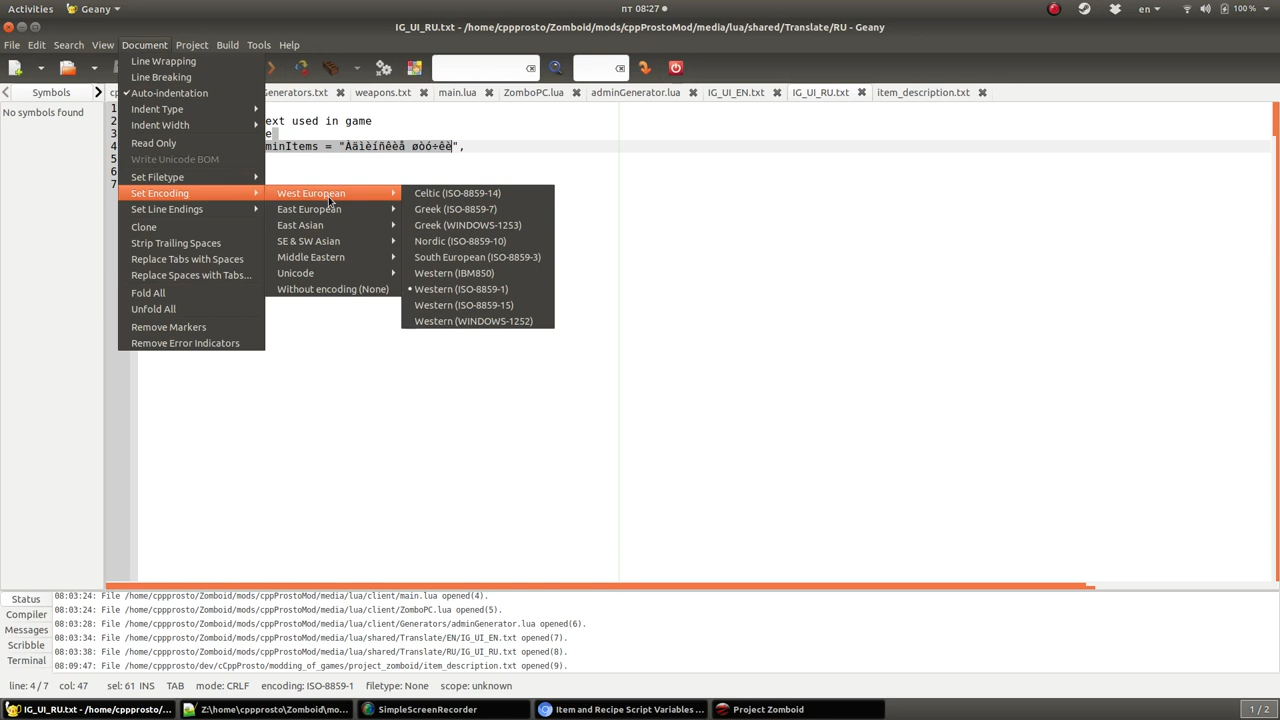 Activities
Geany
пт 08:27
en
100 %
IG_UI_RU.txt - /home/cppprosto/Zomboid/mods/cppProstoMod/media/lua/shared/Translate/RU - Geany
File Edit Search View Document Project Build Tools Help
Symbols
Generators.txt
weapons.txt
main.lua
ZomboPC.lua
adminGenerator.lua
IG_UI_EN.txt
IG_UI_RU.txt
item_description.txt
No symbols found
1
2 ext used in game
3 e
4 minItems = "Àäìèíñêèå øòó÷êè",
5
6
7
Line Wrapping
Line Breaking
Auto-indentation
Indent Type
Indent Width
Read Only
Write Unicode BOM
Set Filetype
Set Encoding
Set Line Endings
Clone
Strip Trailing Spaces
Replace Tabs with Spaces
Replace Spaces with Tabs...
Fold All
Unfold All
Remove Markers
Remove Error Indicators
West European
East European
East Asian
SE & SW Asian
Middle Eastern
Unicode
Without encoding (None)
Celtic (ISO-8859-14)
Greek (ISO-8859-7)
Greek (WINDOWS-1253)
Nordic (ISO-8859-10)
South European (ISO-8859-3)
Western (IBM850)
Western (ISO-8859-1)
Western (ISO-8859-15)
Western (WINDOWS-1252)
Status
Compiler
Messages
Scribble
Terminal
08:03:24: File /home/cppprosto/Zomboid/mods/cppProstoMod/media/lua/client/main.lua opened(4).
08:03:24: File /home/cppprosto/Zomboid/mods/cppProstoMod/media/lua/client/ZomboPC.lua opened(5).
08:03:28: File /home/cppprosto/Zomboid/mods/cppProstoMod/media/lua/client/Generators/adminGenerator.lua opened(6).
08:03:34: File /home/cppprosto/Zomboid/mods/cppProstoMod/media/lua/shared/Translate/EN/IG_UI_EN.txt opened(7).
08:03:38: File /home/cppprosto/Zomboid/mods/cppProstoMod/media/lua/shared/Translate/RU/IG_UI_RU.txt opened(8).
08:09:47: File /home/cppprosto/dev/cCppProsto/modding_of_games/project_zomboid/item_description.txt opened(9).
line: 4 / 7 col: 47 sel: 61 INS TAB mode: CRLF encoding: ISO-8859-1 filetype: None scope: unknown
IG_UI_RU.txt - /home/cppprosto/...
Z:\home\cppprosto\Zomboid\mo...
SimpleScreenRecorder
Item and Recipe Script Variables ...
Project Zomboid
1 / 2